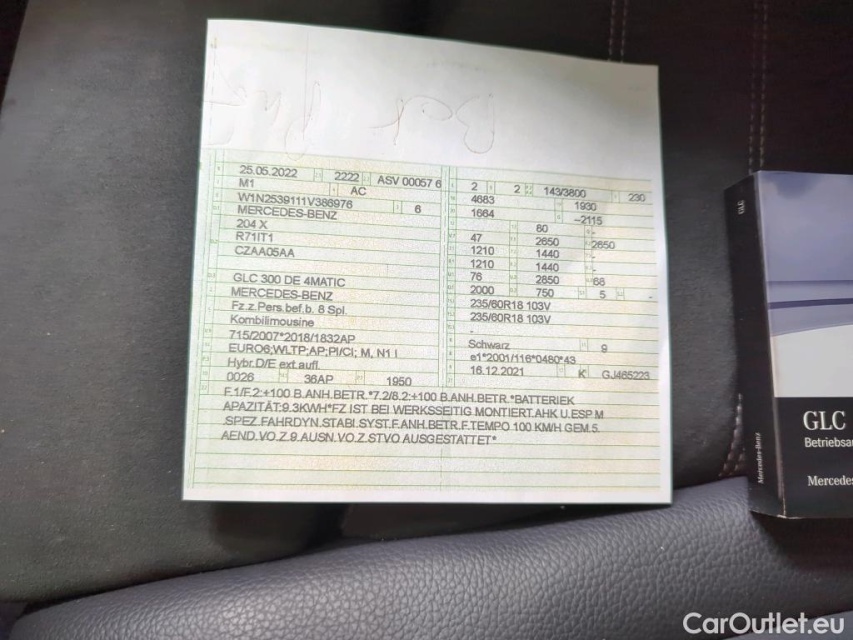 25.05.2022 2222 ASV 00057 6
M1 AC
W1N2539111V386976 6
MERCEDES-BENZ
204 X
R71IT1
CZAA05AA
GLC 300 DE 4MATIC
MERCEDES-BENZ
Fz.z.Pers.bef.b. 8 Spl.
Kombilimousine
715/2007*2018/1832AP
EURO6;WLTP;AP;PI/CI; M, N1 I
Hybr.D/E ext.aufl.
0026 36AP 1950
2 2 143/3800 230
4683 1930
1664 –2115
80 -
47 2650 2650
1210 1440 -
1210 1440 -
76 2850 68
2000 750 5 -
235/60R18 103V
235/60R18 103V
-
Schwarz 9
e1*2001/116*0480*43
16.12.2021 K GJ465223
F.1/F.2:+100 B.ANH.BETR.*7.2/8.2:+100 B.ANH.BETR.*BATTERIEK
APAZITÄT:9.3KWH*FZ IST BEI WERKSSEITIG MONTIERT.AHK U.ESP M
.SPEZ.FAHRDYN.STABI.SYST.F.ANH.BETR.F.TEMPO.100 KM/H GEM.5.
AEND.VO.Z.9.AUSN.VO.Z.STVO AUSGESTATTET*
GLC
Mercedes-Benz
GLC
Betriebsa
Mercedes
CarOutlet.eu